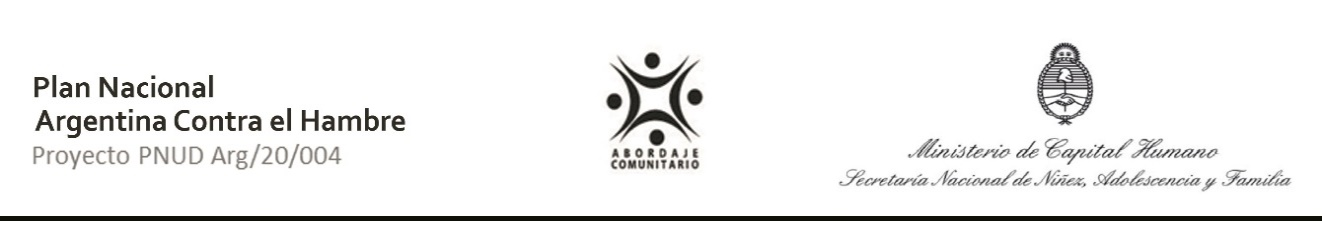 Plan Nacional
Argentina Contra el Hambre
Proyecto PNUD Arg/20/004
ABORDAJE
COMUNITARIO
Ministerio de Capital Humano
Secretaría Nacional de Niñez, Adolescencia y Familia